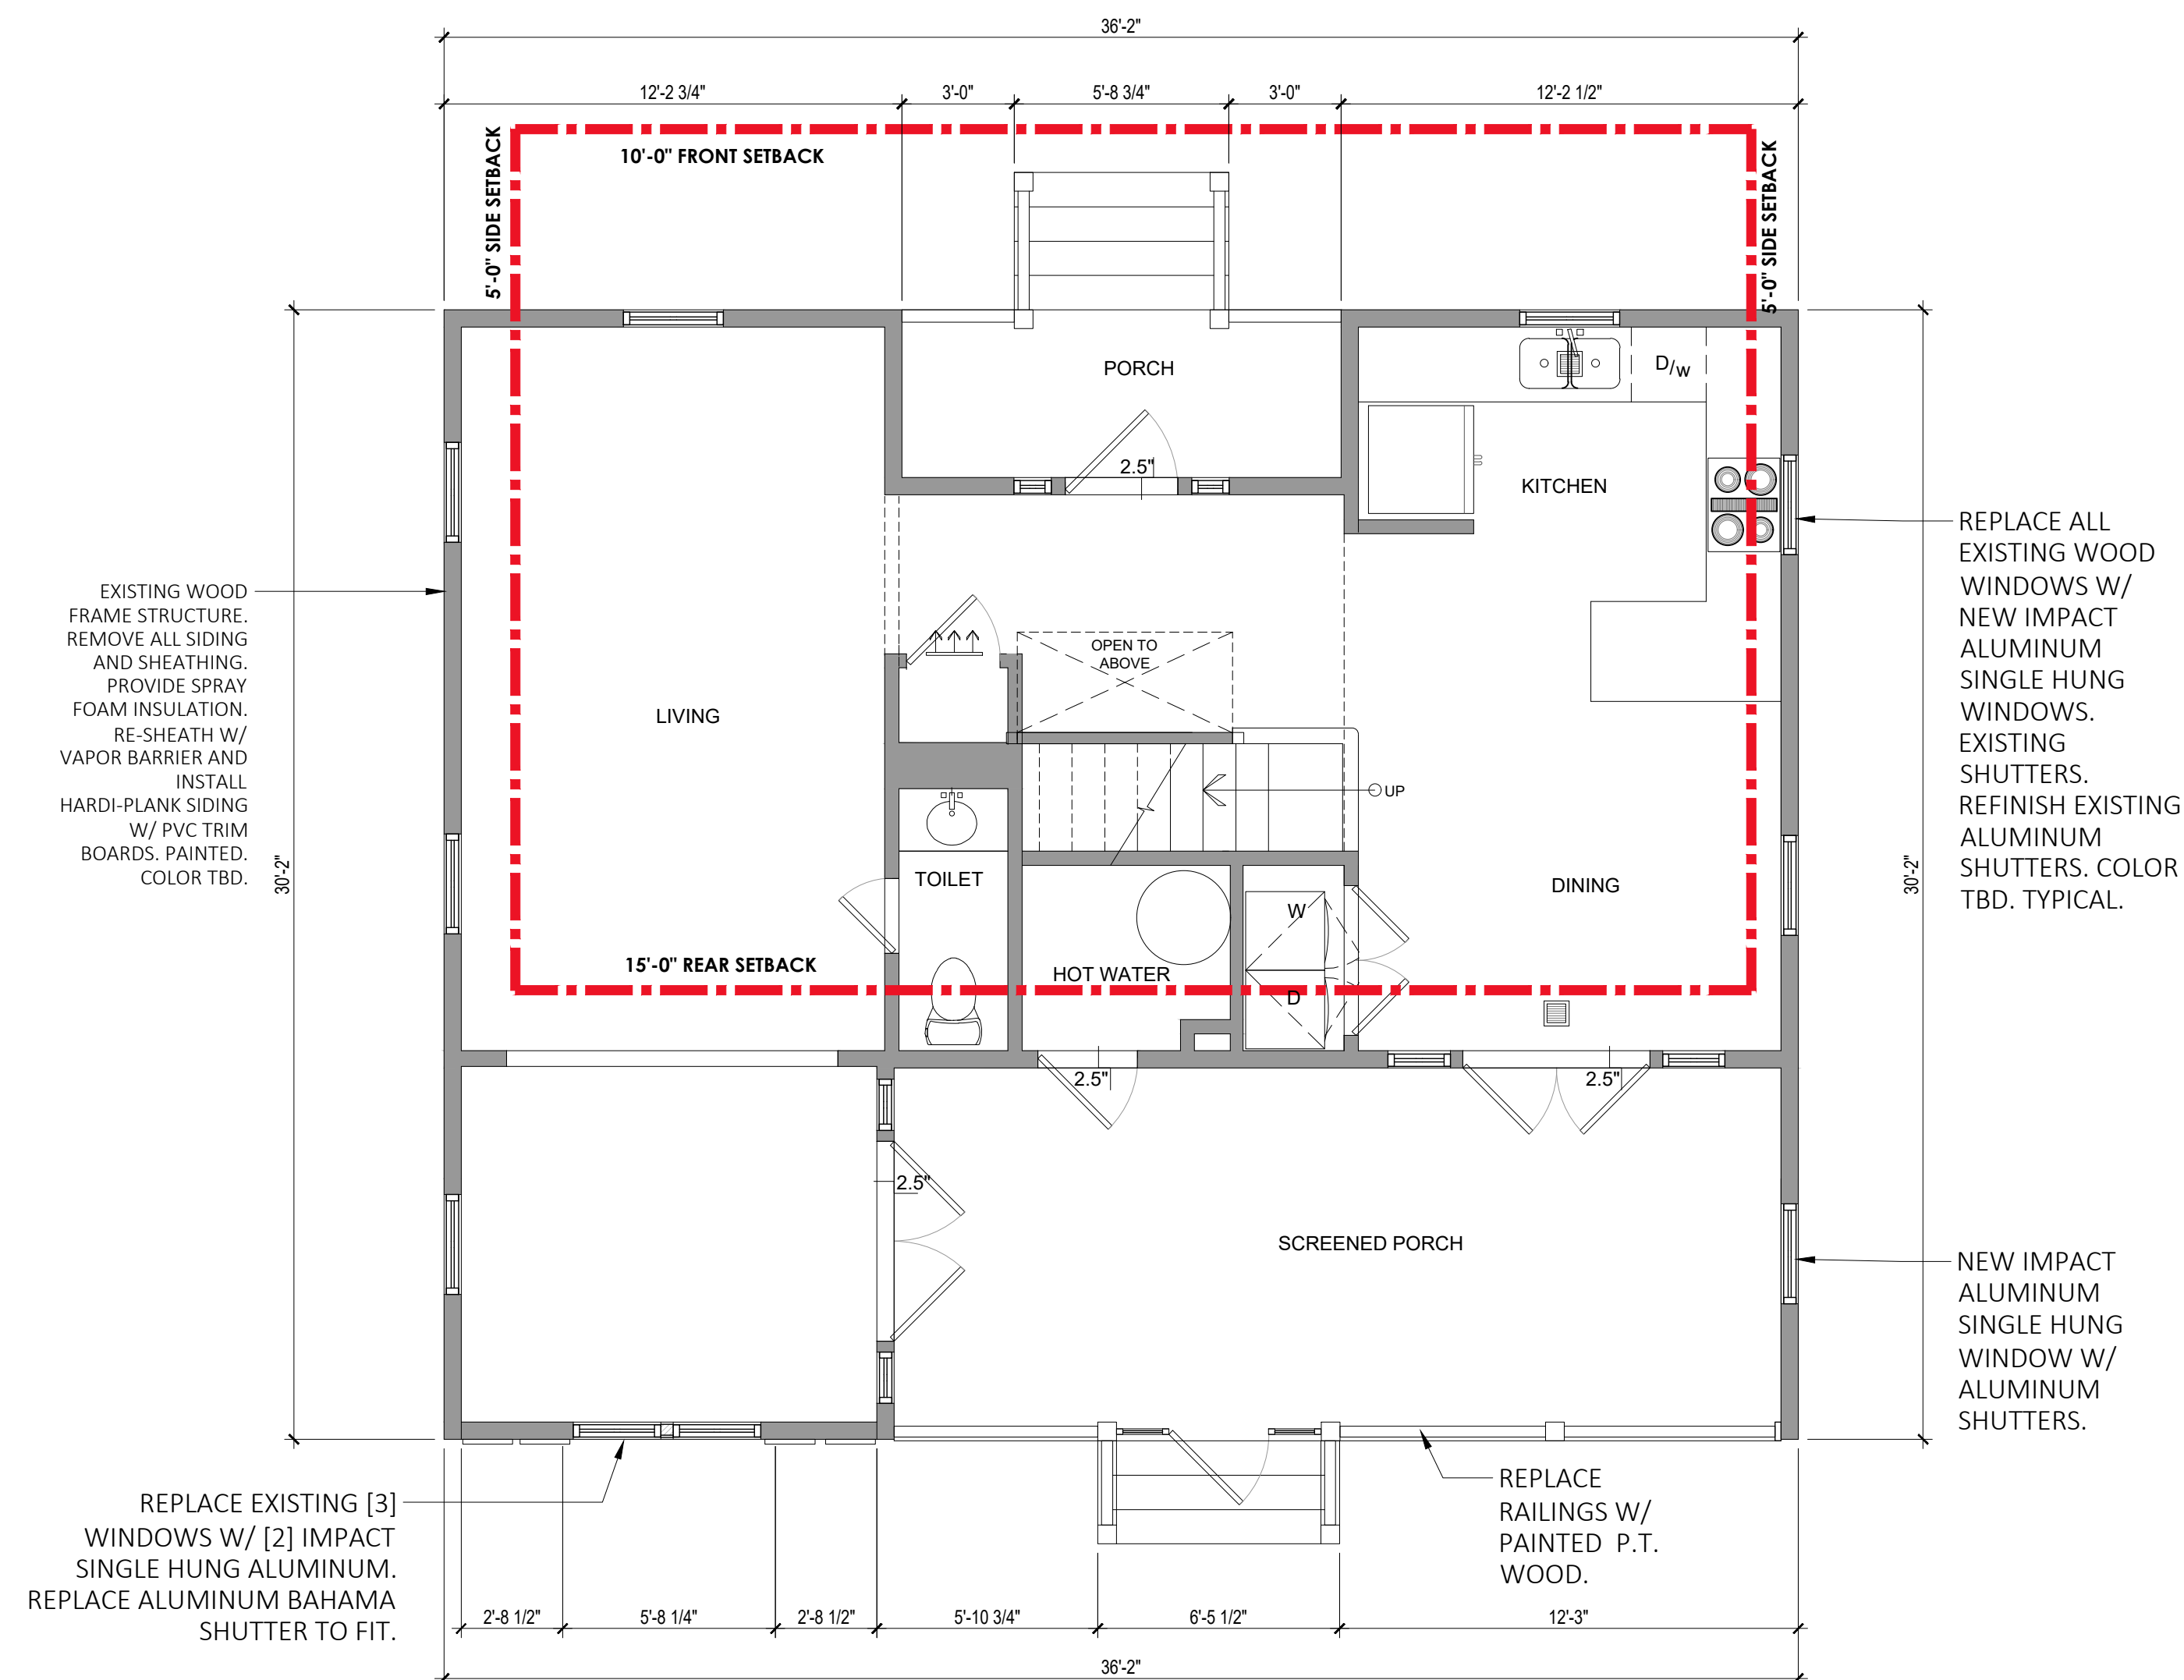 36'-2"
12'-2 3/4"
3'-0"
5'-8 3/4"
3'-0"
12'-2 1/2"
10'-0" FRONT SETBACK
5'-0" SIDE SETBACK
5'-0" SIDE SETBACK
PORCH
2.5"
D/W
KITCHEN
OPEN TO
ABOVE
LIVING
UP
TOILET
HOT WATER
W
D
DINING
15'-0" REAR SETBACK
2.5"
2.5"
2.5"
SCREENED PORCH
30'-2"
30'-2"
EXISTING WOOD
FRAME STRUCTURE.
REMOVE ALL SIDING
AND SHEATHING.
PROVIDE SPRAY
FOAM INSULATION.
RE-SHEATH W/
VAPOR BARRIER AND
INSTALL
HARDI-PLANK SIDING
W/ PVC TRIM
BOARDS. PAINTED.
COLOR TBD.
REPLACE ALL
EXISTING WOOD
WINDOWS W/
NEW IMPACT
ALUMINUM
SINGLE HUNG
WINDOWS.
EXISTING
SHUTTERS.
REFINISH EXISTING
ALUMINUM
SHUTTERS. COLOR
TBD. TYPICAL.
NEW IMPACT
ALUMINUM
SINGLE HUNG
WINDOW W/
ALUMINUM
SHUTTERS.
REPLACE EXISTING [3]
WINDOWS W/ [2] IMPACT
SINGLE HUNG ALUMINUM.
REPLACE ALUMINUM BAHAMA
SHUTTER TO FIT.
REPLACE
RAILINGS W/
PAINTED P.T.
WOOD.
2'-8 1/2"
5'-8 1/4"
2'-8 1/2"
5'-10 3/4"
6'-5 1/2"
12'-3"
36'-2"